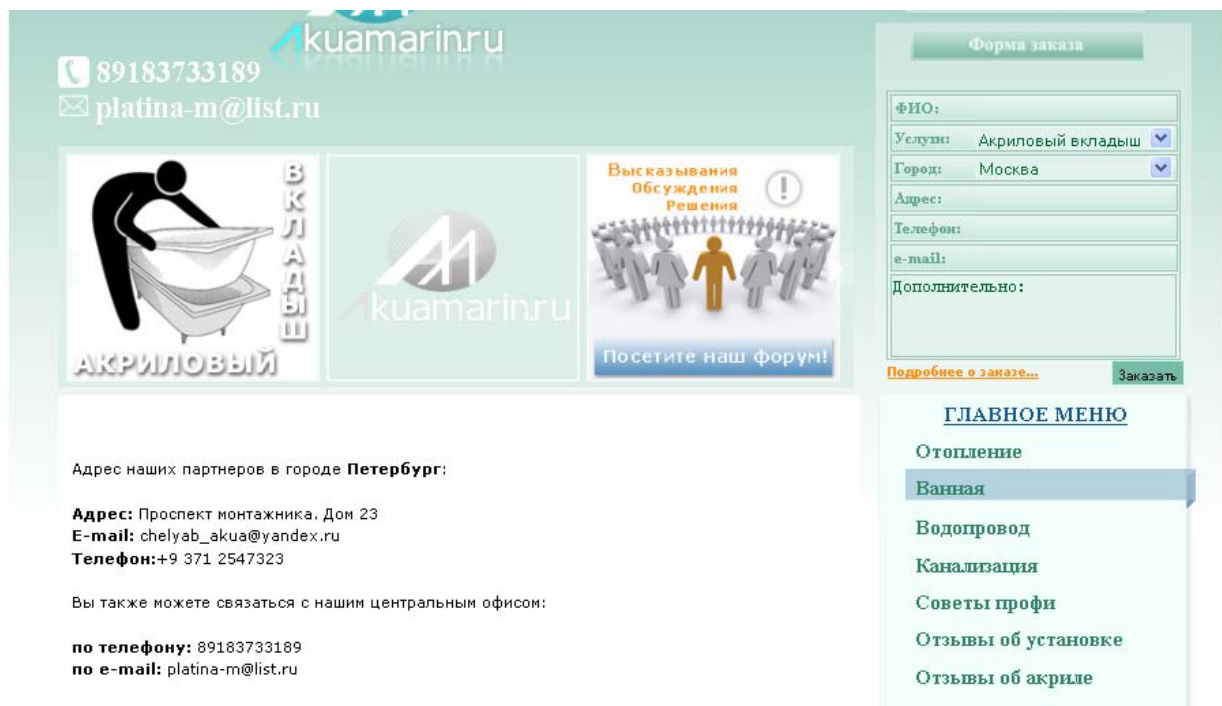 Akuamarin.ru
89183733189
platina-m@list.ru
ВКЛАДЫШ
АКРИЛОВЫЙ
Akuamarin.ru
Высказывания
Обсуждения
Решения
Посетите наш форум!
Форма заказа
ФИО:
Услуги: Акриловый вкладыш
Город: Москва
Адрес:
Телефон:
e-mail:
Дополнительно:
Подробнее о заказе...
Заказать
Адрес наших партнеров в городе Петербург:
Адрес: Проспект монтажника. Дом 23
E-mail: chelyab_akua@yandex.ru
Телефон:+9 371 2547323
Вы также можете связаться с нашим центральным офисом:
по телефону: 89183733189
по e-mail: platina-m@list.ru
ГЛАВНОЕ МЕНЮ
Отопление
Ванная
Водопровод
Канализация
Советы профи
Отзывы об установке
Отзывы об акриле